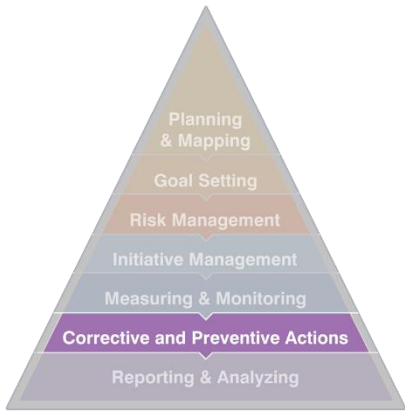 Planning
& Mapping
Goal Setting
Risk Management
Initiative Management
Measuring & Monitoring
Corrective and Preventive Actions
Reporting & Analyzing